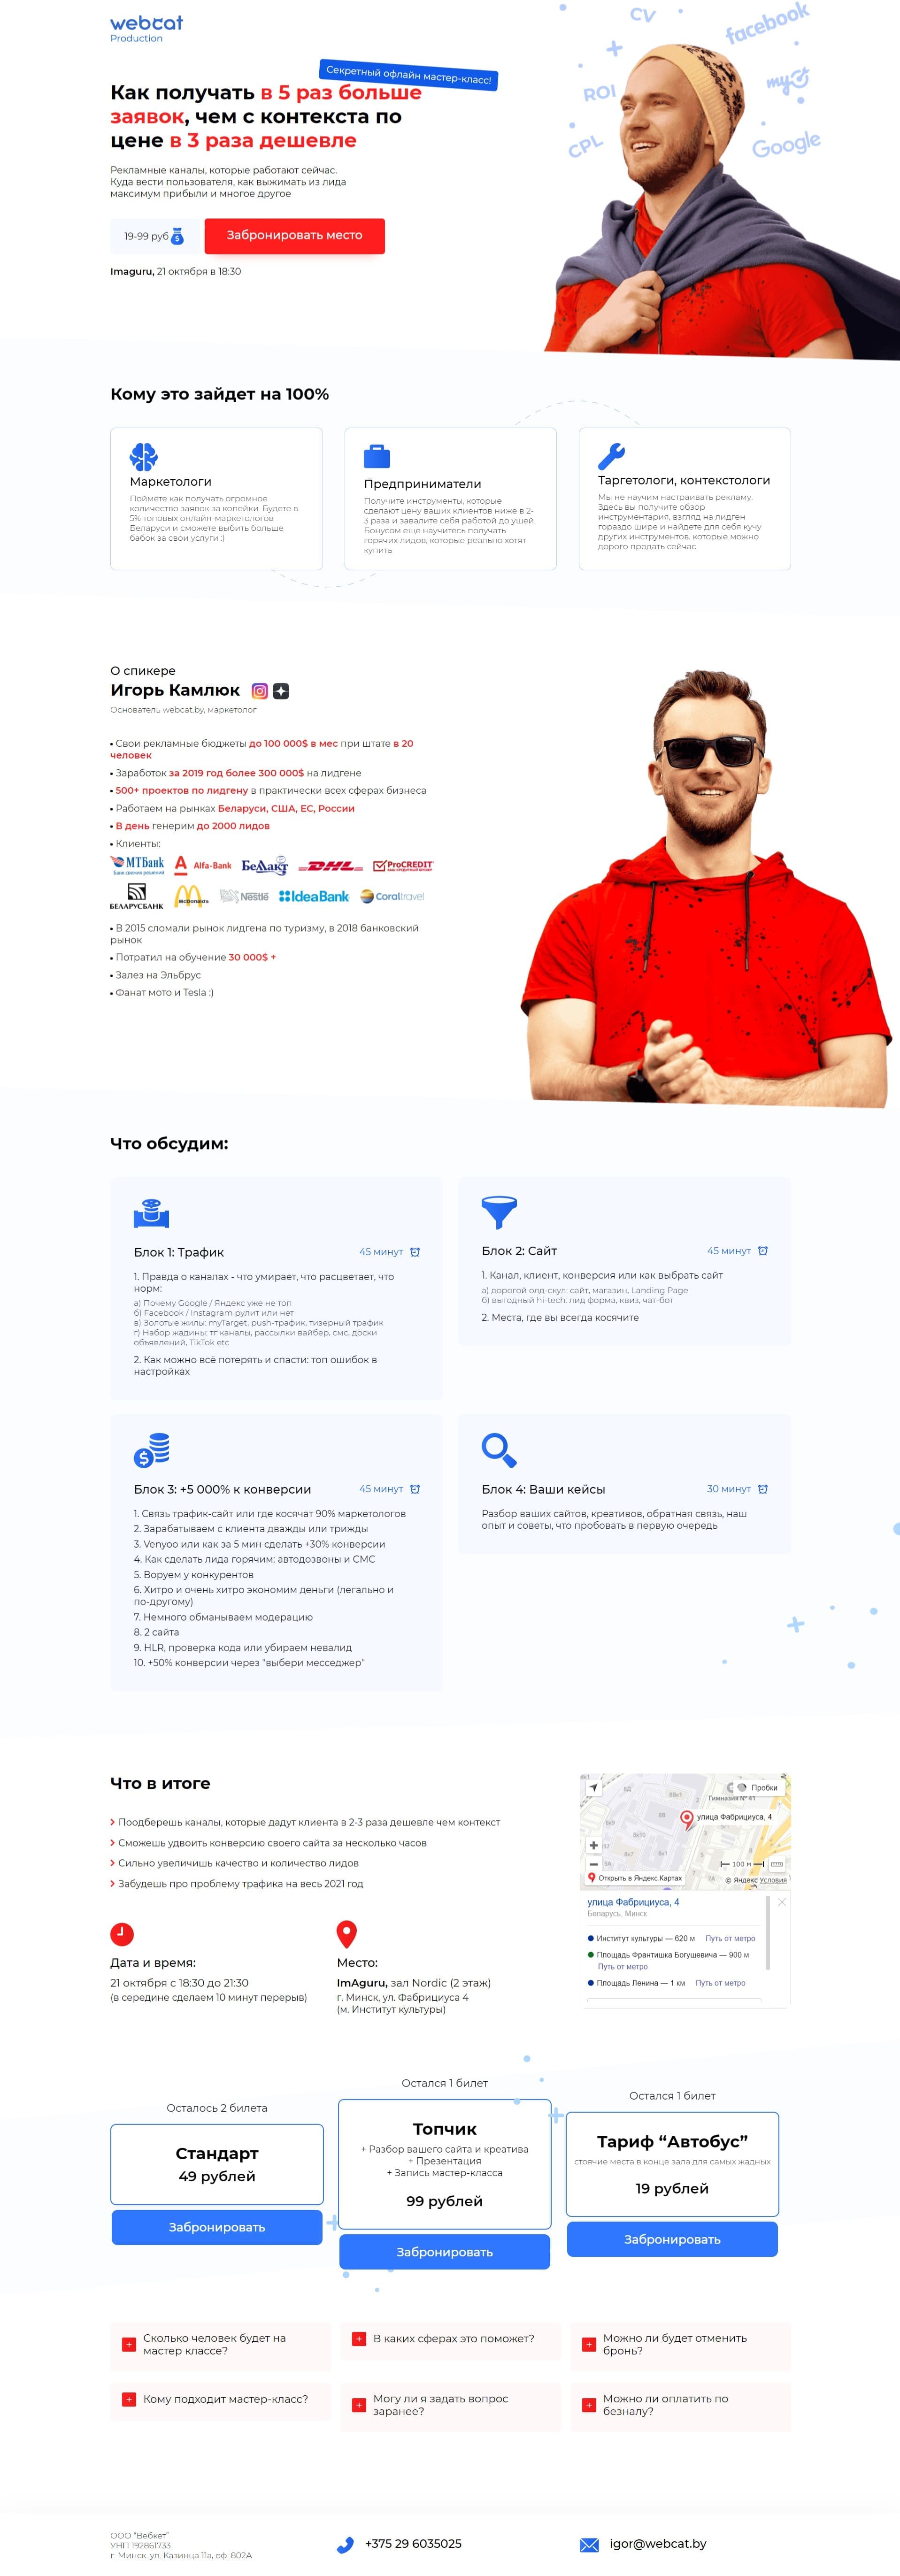 webcat
Production
CV
facebook
ROI
myTarget
CPL
Google
Секретный офлайн мастер-класс!
Как получать в 5 раз больше
заявок, чем с контекста по
цене в 3 раза дешевле
Рекламные каналы, которые работают сейчас.
Куда вести пользователя, как выжимать из лида
максимум прибыли и многое другое
19-99 руб
Забронировать место
Imaguru, 21 октября в 18:30
Кому это зайдет на 100%
Маркетологи
Поймете как получать огромное
количество заявок за копейки. Будете в
5% топовых онлайн-маркетологов
Беларуси и сможете выбить больше
бабок за свои услуги :)
Предприниматели
Получите инструменты, которые
сделают цену ваших клиентов ниже в 2-
3 раза и завалите себя работой до ушей.
Бонусом еще научитесь получать
горячих лидов, которые реально хотят
купить
Таргетологи, контекстологи
Мы не научим настраивать рекламу.
Здесь вы получите обзор
инструментария, взгляд на лидген
гораздо шире и найдете для себя кучу
других инструментов, которые можно
дорого продать сейчас.
О спикере
Игорь Камлюк
Основатель webcat.by, маркетолог
• Свои рекламные бюджеты до 100 000$ в мес при штате в 20
человек
• Заработок за 2019 год более 300 000$ на лидгене
• 500+ проектов по лидгену в практически всех сферах бизнеса
• Работаем на рынках Беларуси, США, ЕС, России
• В день генерим до 2000 лидов
• Клиенты:
МТБанк
Банк свежих решений
Alfa-Bank
Беллакт
DHL
ProCREDIT
БЕЛАРУСБАНК
McDonald's
Nestle
IdeaBank
Coraltravel
• В 2015 сломали рынок лидгена по туризму, в 2018 банковский
рынок
• Потратил на обучение 30 000$ +
• Залез на Эльбрус
• Фанат мото и Tesla :)
Что обсудим:
Блок 1: Трафик
45 минут
1. Правда о каналах - что умирает, что расцветает, что
норм:
а) Почему Google / Яндекс уже не топ
б) Facebook / Instagram рулит или нет
в) Золотые жилы: myTarget, push-трафик, тизерный трафик
г) Набор жадины: тг каналы, рассылки вайбер, смс, доски
объявлений, TikTok etc
2. Как можно всё потерять и спасти: топ ошибок в
настройках
Блок 2: Сайт
45 минут
1. Канал, клиент, конверсия или как выбрать сайт
а) дорогой олд-скул: сайт, магазин, Landing Page
б) выгодный hi-tech: лид форма, квиз, чат-бот
2. Места, где вы всегда косячите
Блок 3: +5 000% к конверсии
45 минут
1. Связь трафик-сайт или где косячат 90% маркетологов
2. Зарабатываем с клиента дважды или трижды
3. Venyoo или как за 5 мин сделать +30% конверсии
4. Как сделать лида горячим: автодозвоны и СМС
5. Воруем у конкурентов
6. Хитро и очень хитро экономим деньги (легально и
по-другому)
7. Немного обманываем модерацию
8. 2 сайта
9. HLR, проверка кода или убираем невалид
10. +50% конверсии через "выбери месседжер"
Блок 4: Ваши кейсы
30 минут
Разбор ваших сайтов, креативов, обратная связь, наш
опыт и советы, что пробовать в первую очередь
Что в итоге
Поодберешь каналы, которые дадут клиента в 2-3 раза дешевле чем контекст
Сможешь удвоить конверсию своего сайта за несколько часов
Сильно увеличишь качество и количество лидов
Забудешь про проблему трафика на весь 2021 год
Дата и время:
21 октября с 18:30 до 21:30
(в середине сделаем 10 минут перерыв)
Место:
ImAguru, зал Nordic (2 этаж)
г. Минск, ул. Фабрициуса 4
(м. Институт культуры)
Пробки
Гимназия № 41
улица Фабрициуса, 4
100 м
Открыть в Яндекс.Картах
© Яндекс Условия
улица Фабрициуса, 4
Беларусь, Минск
Институт культуры — 620 м Путь от метро
Площадь Франтишка Богушевича — 900 м
Путь от метро
Площадь Ленина — 1 км Путь от метро
Осталось 2 билета
Стандарт
49 рублей
Забронировать
Остался 1 билет
Топчик
+ Разбор вашего сайта и креатива
+ Презентация
+ Запись мастер-класса
99 рублей
Забронировать
Остался 1 билет
Тариф “Автобус”
стоячие места в конце зала для самых жадных
19 рублей
Забронировать
Сколько человек будет на
мастер классе?
В каких сферах это поможет?
Можно ли будет отменить
бронь?
Кому подходит мастер-класс?
Могу ли я задать вопрос
заранее?
Можно ли оплатить по
безналу?
ООО "Вебкет"
УНП 192861733
г. Минск. ул. Казинца 11а, оф. 802А
+375 29 6035025
igor@webcat.by